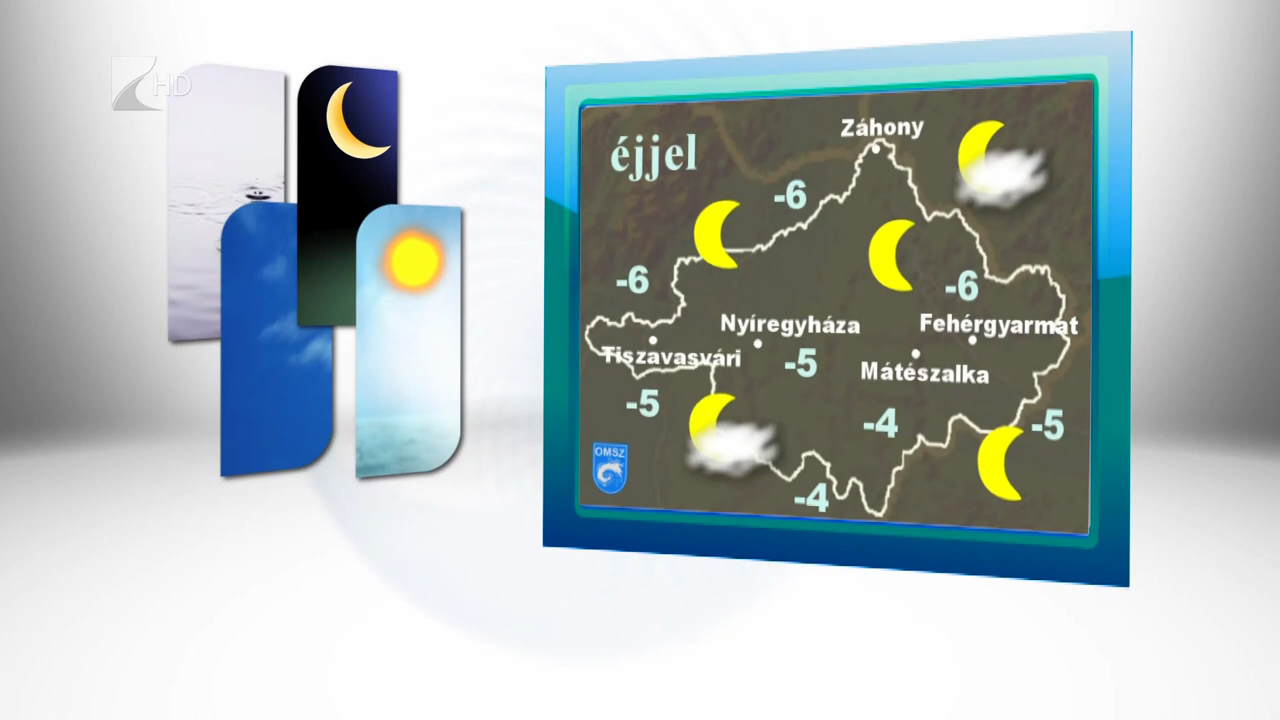 HD
éjjel
Záhony
-6
-6
-6
Nyíregyháza
Fehérgyarmat
Tiszavasvári
-5
Mátészalka
-5
-4
-5
OMSZ
-4